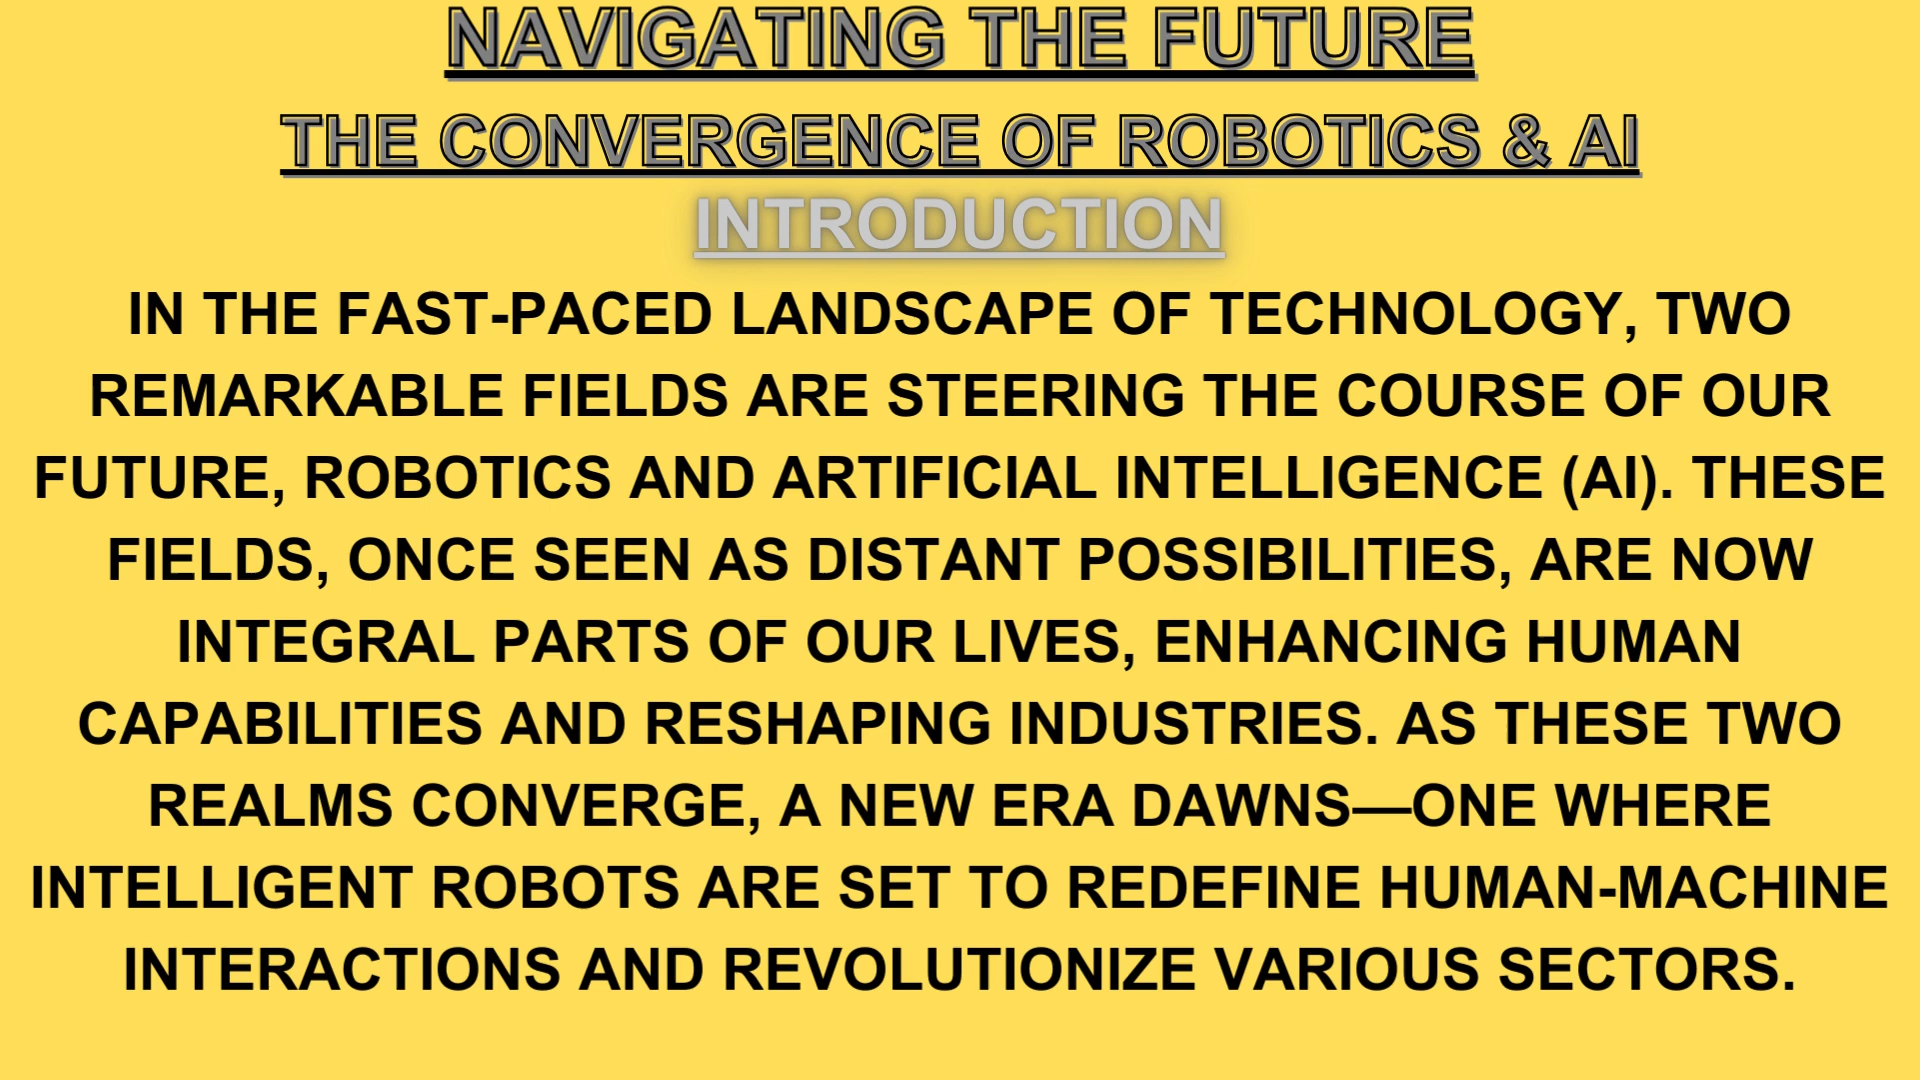 NAVIGATING THE FUTURE
THE CONVERGENCE OF ROBOTICS & AI
INTRODUCTION
IN THE FAST-PACED LANDSCAPE OF TECHNOLOGY, TWO
REMARKABLE FIELDS ARE STEERING THE COURSE OF OUR
FUTURE, ROBOTICS AND ARTIFICIAL INTELLIGENCE (AI). THESE
FIELDS, ONCE SEEN AS DISTANT POSSIBILITIES, ARE NOW
INTEGRAL PARTS OF OUR LIVES, ENHANCING HUMAN
CAPABILITIES AND RESHAPING INDUSTRIES. AS THESE TWO
REALMS CONVERGE, A NEW ERA DAWNS—ONE WHERE
INTELLIGENT ROBOTS ARE SET TO REDEFINE HUMAN-MACHINE
INTERACTIONS AND REVOLUTIONIZE VARIOUS SECTORS.